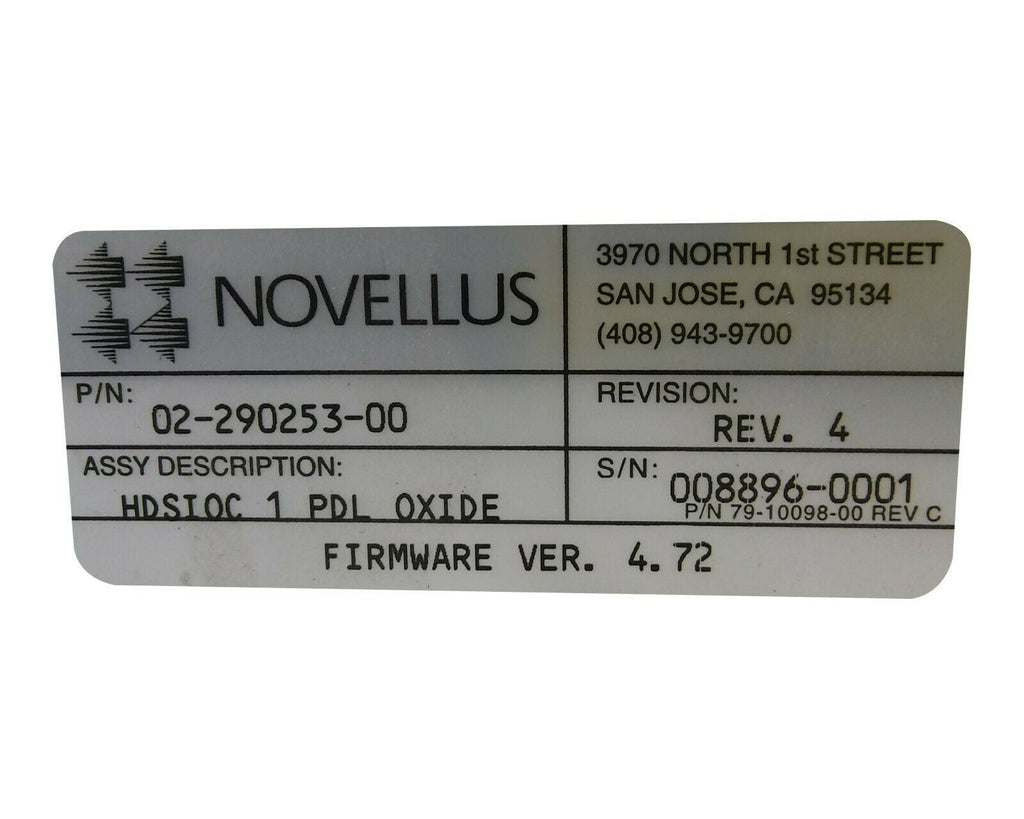 NOVELLUS
3970 NORTH 1st STREET
SAN JOSE, CA 95134
(408) 943-9700
P/N:
02-290253-00
REVISION:
REV. 4
ASSY DESCRIPTION:
HDSIOC 1 PDL OXIDE
S/N:
008896-0001
P/N 79-10098-00 REV C
FIRMWARE VER. 4.72